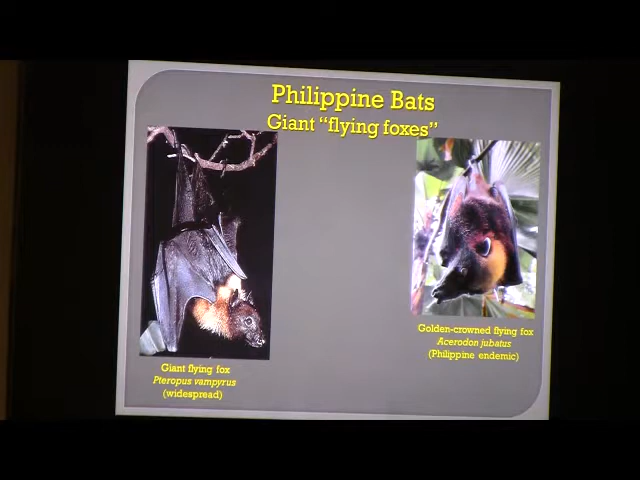 Philippine Bats
Giant “flying foxes”
Giant flying fox
Pteropus vampyrus
(widespread)
Golden-crowned flying fox
Acerodon jubatus
(Philippine endemic)